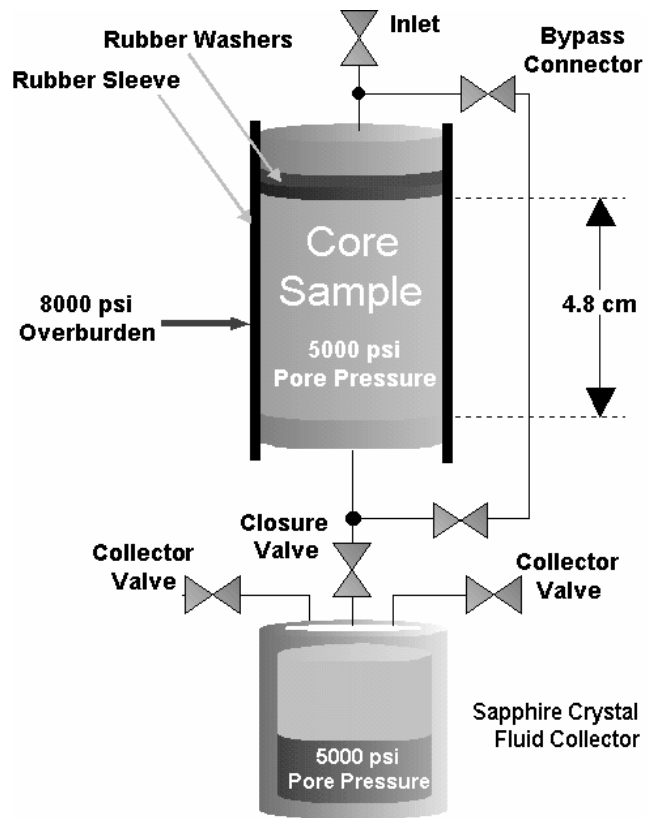 Inlet
Rubber Washers
Bypass
Connector
Rubber Sleeve
Core
Sample
8000 psi
Overburden
4.8 cm
5000 psi
Pore Pressure
Closure
Valve
Collector
Valve
Collector
Valve
Sapphire Crystal
Fluid Collector
5000 psi
Pore Pressure